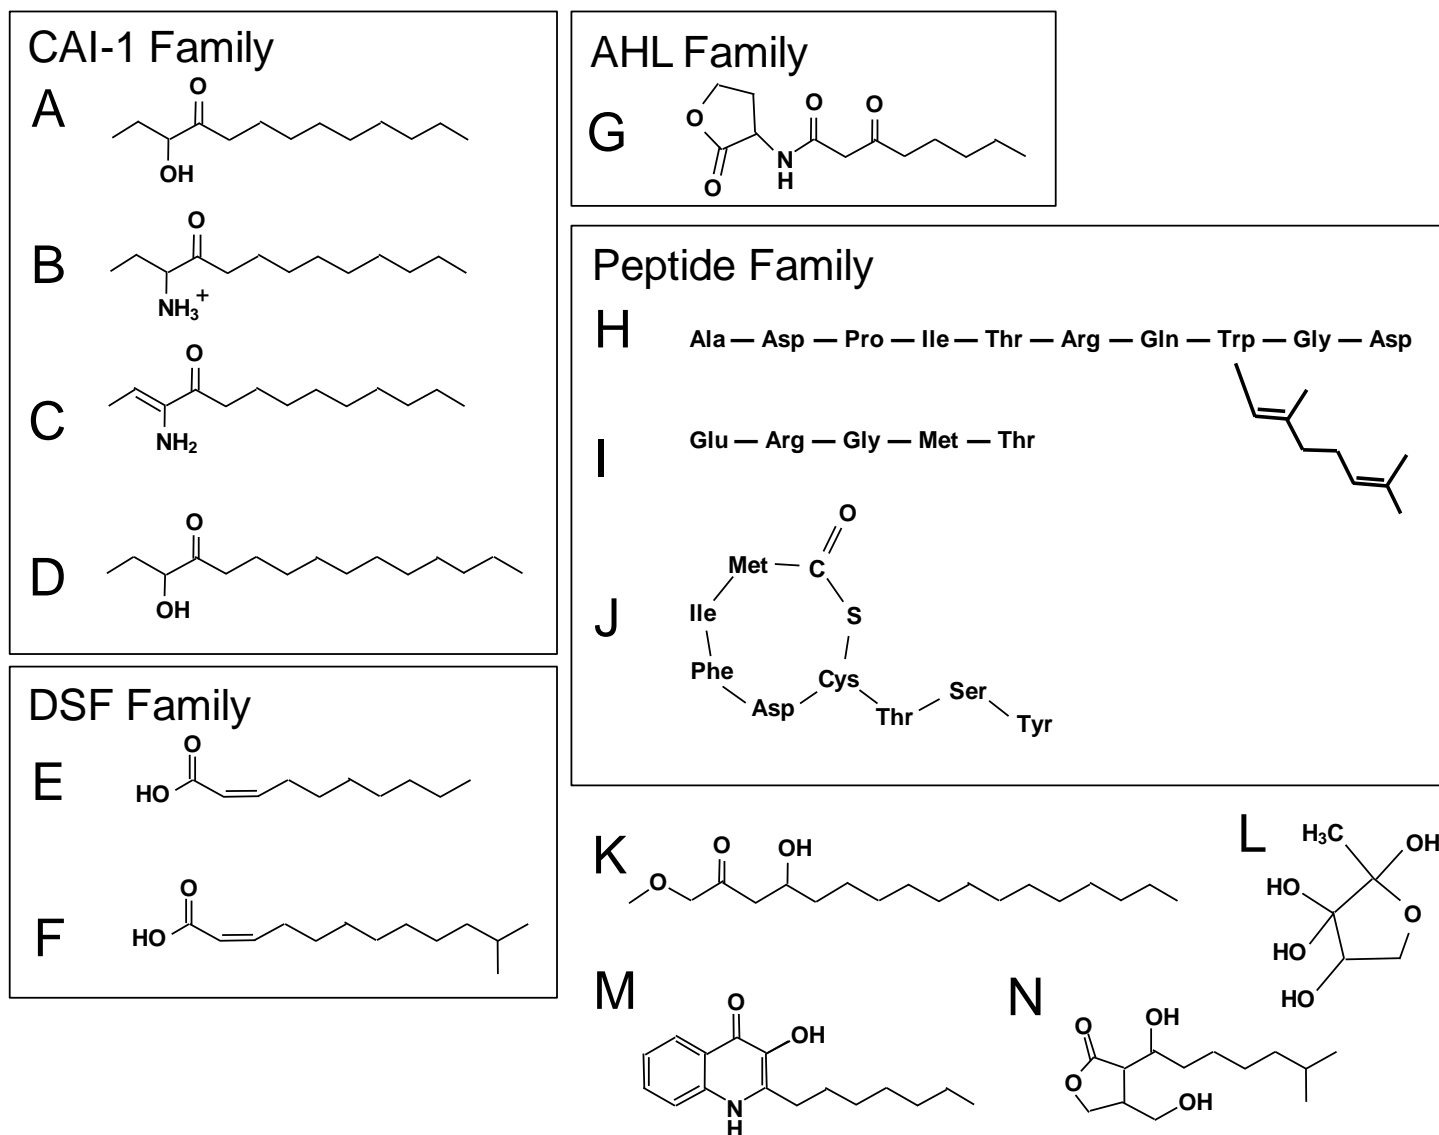 CAI-1 Family
A
O
OH
B
O
NH3+
C
O
NH2
D
O
OH
DSF Family
E
O
HO
F
O
HO
AHL Family
G
O
O
O
O
N
H
Peptide Family
H
Ala — Asp — Pro — Ile — Thr — Arg — Gln — Trp — Gly — Asp
I
Glu — Arg — Gly — Met — Thr
J
O
Met
C
Ile
S
Phe
Cys
Asp
Thr
Ser
Tyr
K
O
OH
O
L
H3C
OH
HO
O
HO
HO
M
O
OH
N
H
N
O
OH
O
OH